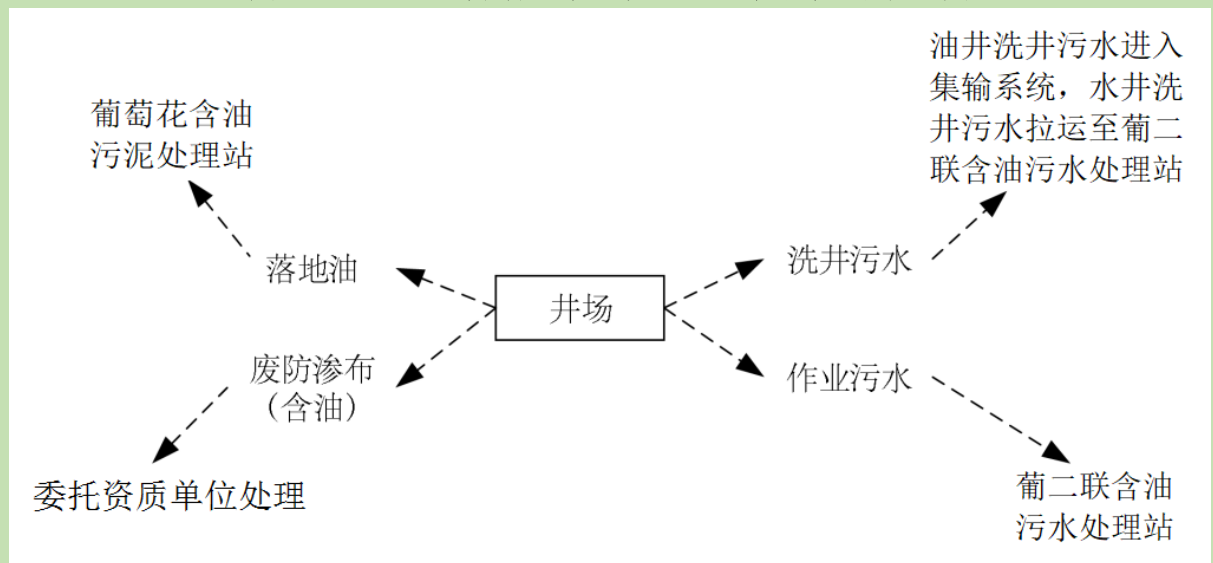 油井洗井污水进入
集输系统，水井洗
井污水拉运至葡二
联含油污水处理站
葡萄花含油
污泥处理站
落地油
洗井污水
井场
废防渗布
（含油）
作业污水
委托资质单位处理
葡二联含油
污水处理站